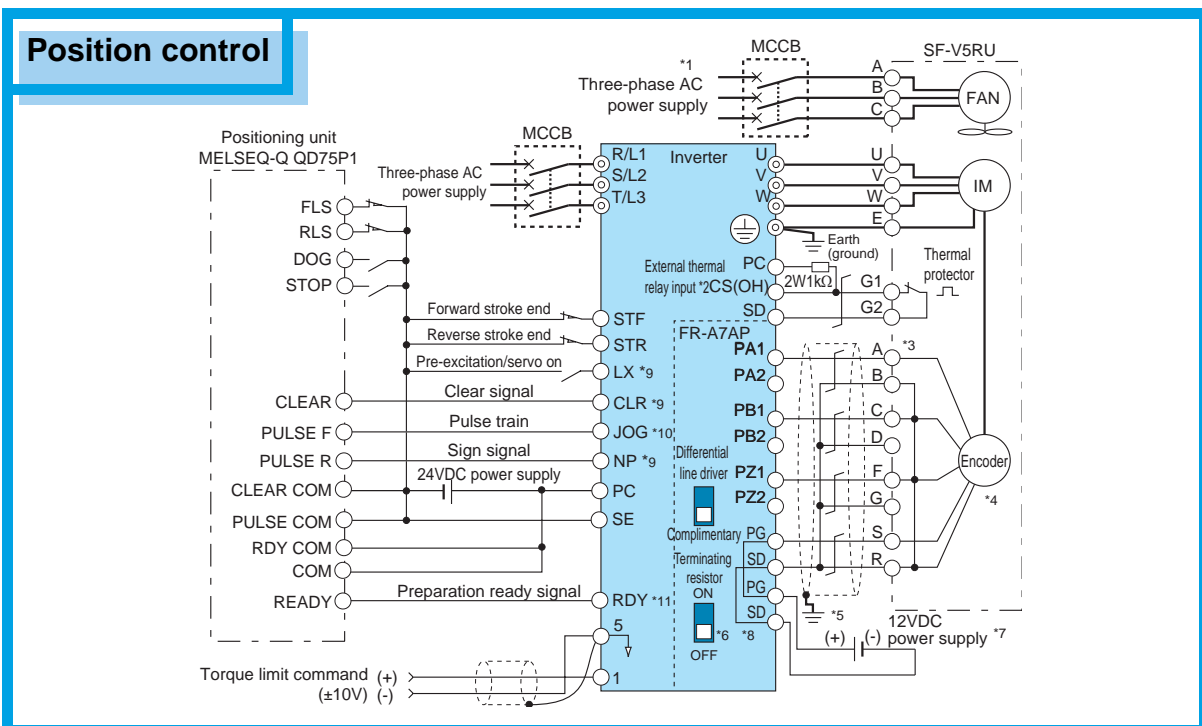 Position control
MCCB
SF-V5RU
*1
Three-phase AC
power supply
A
B
C
FAN
Positioning unit
MELSEQ-Q QD75P1
MCCB
Three-phase AC
power supply
R/L1
S/L2
T/L3
Inverter
U
V
W
U
V
W
E
IM
Earth
(ground)
FLS
RLS
DOG
STOP
External thermal
relay input *2
PC
CS(OH)
SD
2W1kΩ
G1
G2
Thermal
protector
Forward stroke end
STF
Reverse stroke end
STR
Pre-excitation/servo on
LX *9
CLEAR
Clear signal
CLR *9
PULSE F
Pulse train
JOG *10
PULSE R
Sign signal
NP *9
CLEAR COM
24VDC power supply
PC
PULSE COM
SE
RDY COM
COM
READY
Preparation ready signal
RDY *11
5
1
Torque limit command (+)
(±10V) (-)
FR-A7AP
PA1
PA2
PB1
PB2
PZ1
PZ2
Differential
line driver
Complimentary
PG
SD
PG
SD
Terminating
resistor
ON
*6
OFF
*8
A
*3
B
C
D
F
G
S
R
Encoder
*4
*5
12VDC
(+) (-) power supply *7